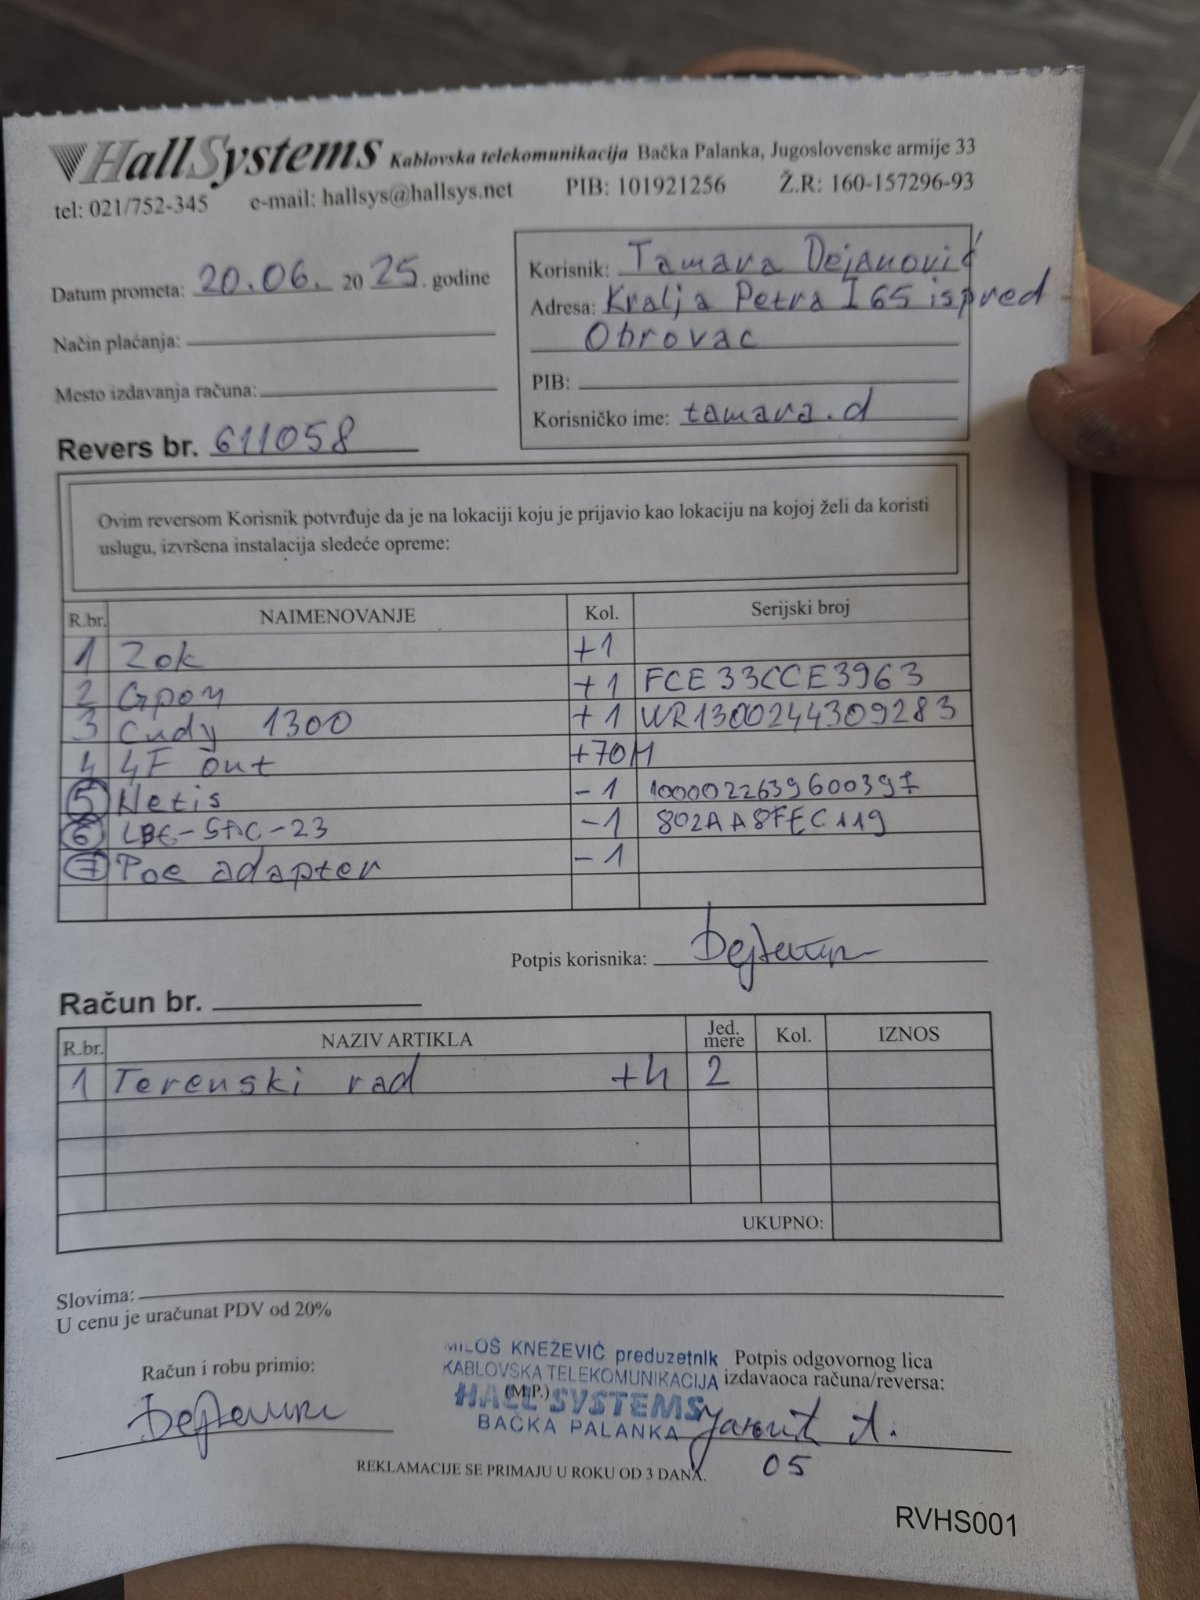 HallSystems Kablovska telekomunikacija Bačka Palanka, Jugoslovenske armije 33
tel: 021/752-345 e-mail: hallsys@hallsys.net PIB: 101921256 Ž.R: 160-157296-93
Datum prometa: 20.06. 20 25. godine
Način plaćanja:
Mesto izdavanja računa:
Revers br. 611058
Korisnik: Tamara Dejanović
Adresa: Kralja Petra I 65 ispred
Obrovac
PIB:
Korisničko ime: tamara.d
Ovim reversom Korisnik potvrđuje da je na lokaciji koju je prijavio kao lokaciju na kojoj želi da koristi
uslugu, izvršena instalacija sledeće opreme:
R.br. NAIMENOVANJE Kol. Serijski broj
1 Zok +1
2 Gpon +1 FCE33CCE3963
3 Cudy 1300 +1 WR1300244309283
4 4F out +70M
5 Netis -1 1000022639600397
6 LBE-5AC-23 -1 802AA8FEC119
7 Poe adapter -1
Potpis korisnika:
Račun br.
R.br. NAZIV ARTIKLA Jed. mere Kol. IZNOS
1 Terenski rad +h 2
UKUPNO:
Slovima:
U cenu je uračunat PDV od 20%
Račun i robu primio:
MILOŠ KNEŽEVIĆ preduzetnik
KABLOVSKA TELEKOMUNIKACIJA
(M.P.)
HALL SYSTEMS
BAČKA PALANKA
Potpis odgovornog lica
izdavaoca računa/reversa:
05
REKLAMACIJE SE PRIMAJU U ROKU OD 3 DANA.
RVHS001